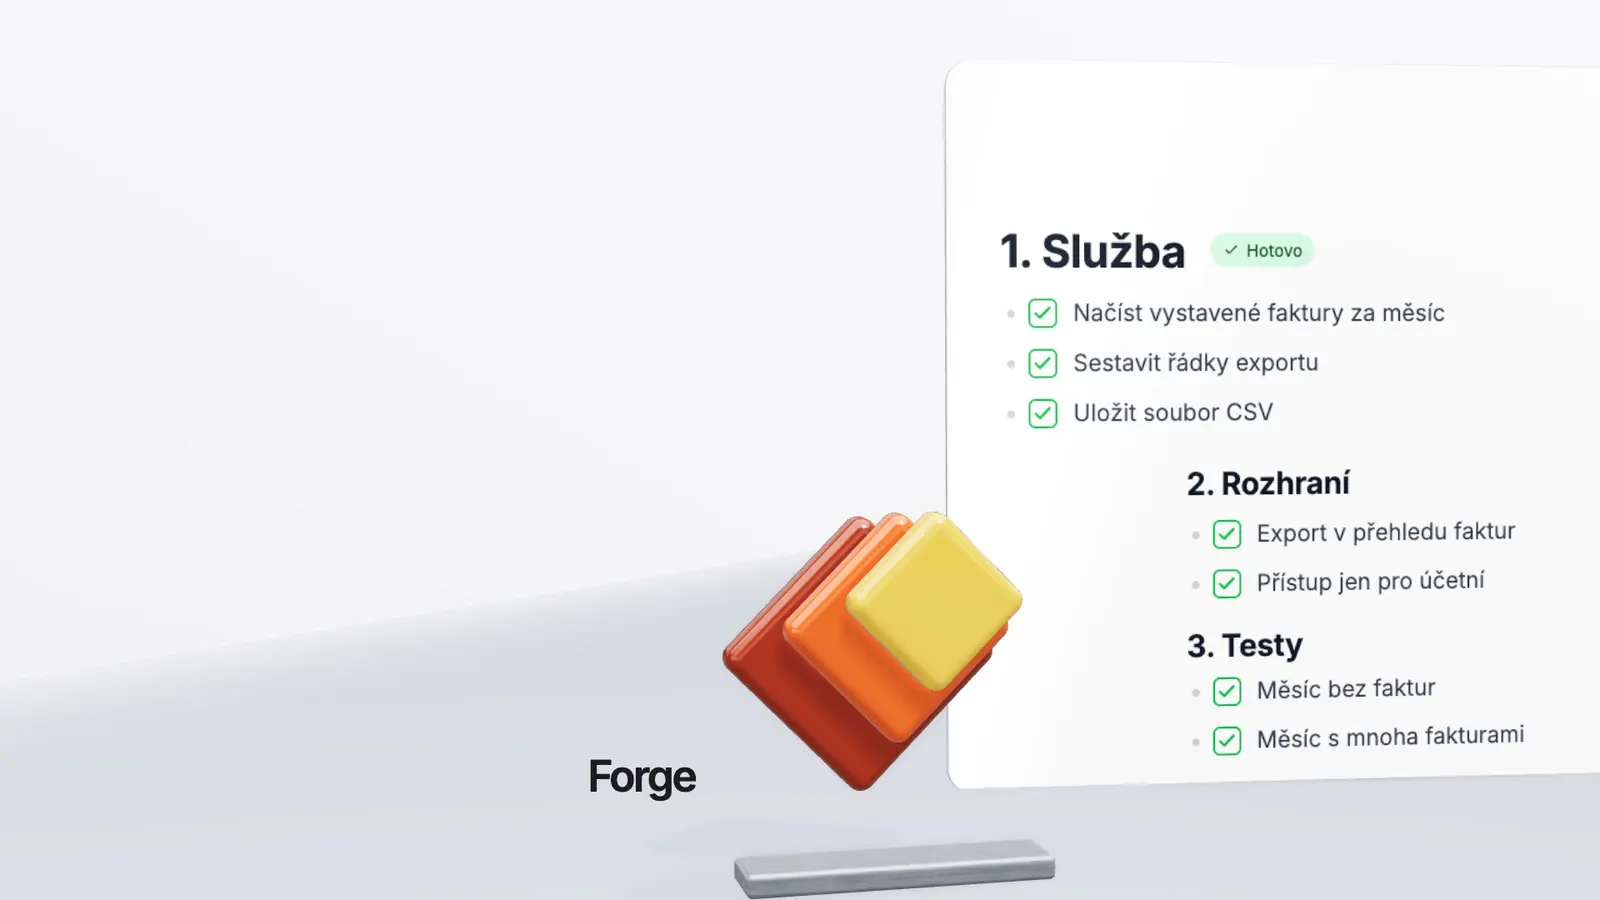 1. Služba
Hotovo
Načíst vystavené faktury za měsíc
Sestavit řádky exportu
Uložit soubor CSV
2. Rozhraní
Export v přehledu faktur
Přístup jen pro účetní
3. Testy
Měsíc bez faktur
Měsíc s mnoha fakturami
Forge